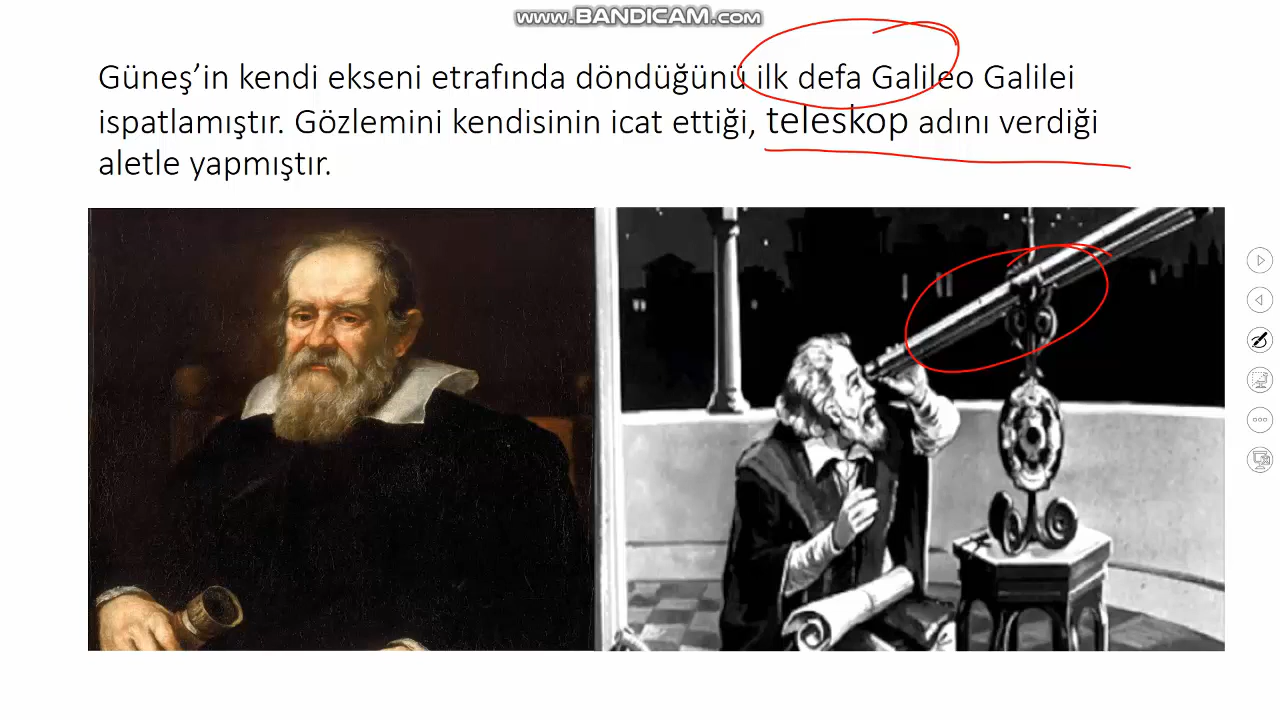 www.BANDICAM.com
Güneş’in kendi ekseni etrafında döndüğünü ilk defa Galileo Galilei
ispatlamıştır. Gözlemini kendisinin icat ettiği, teleskop adını verdiği
aletle yapmıştır.